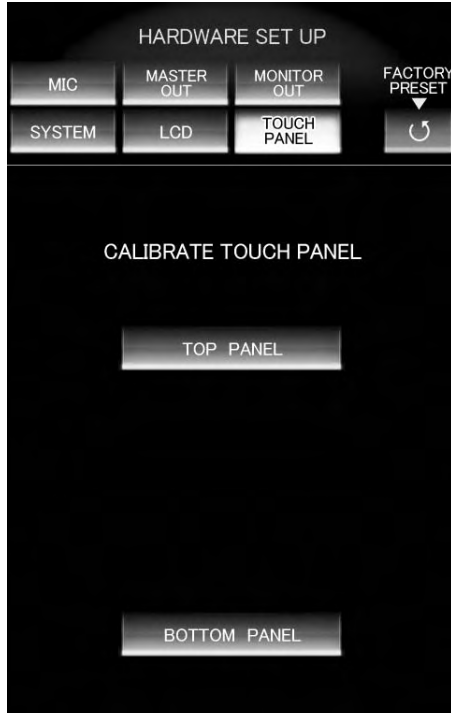 HARDWARE SET UP
MIC
MASTER
OUT
MONITOR
OUT
FACTORY
PRESET
SYSTEM
LCD
TOUCH
PANEL
CALIBRATE TOUCH PANEL
TOP PANEL
BOTTOM PANEL